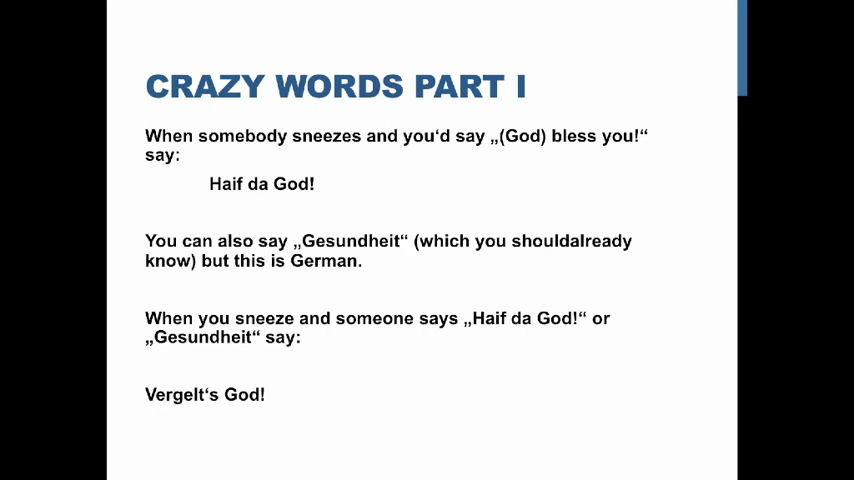 CRAZY WORDS PART I
When somebody sneezes and you‘d say „(God) bless you!“
say:
Haif da God!
You can also say „Gesundheit“ (which you shouldalready
know) but this is German.
When you sneeze and someone says „Haif da God!“ or
„Gesundheit“ say:
Vergelt‘s God!